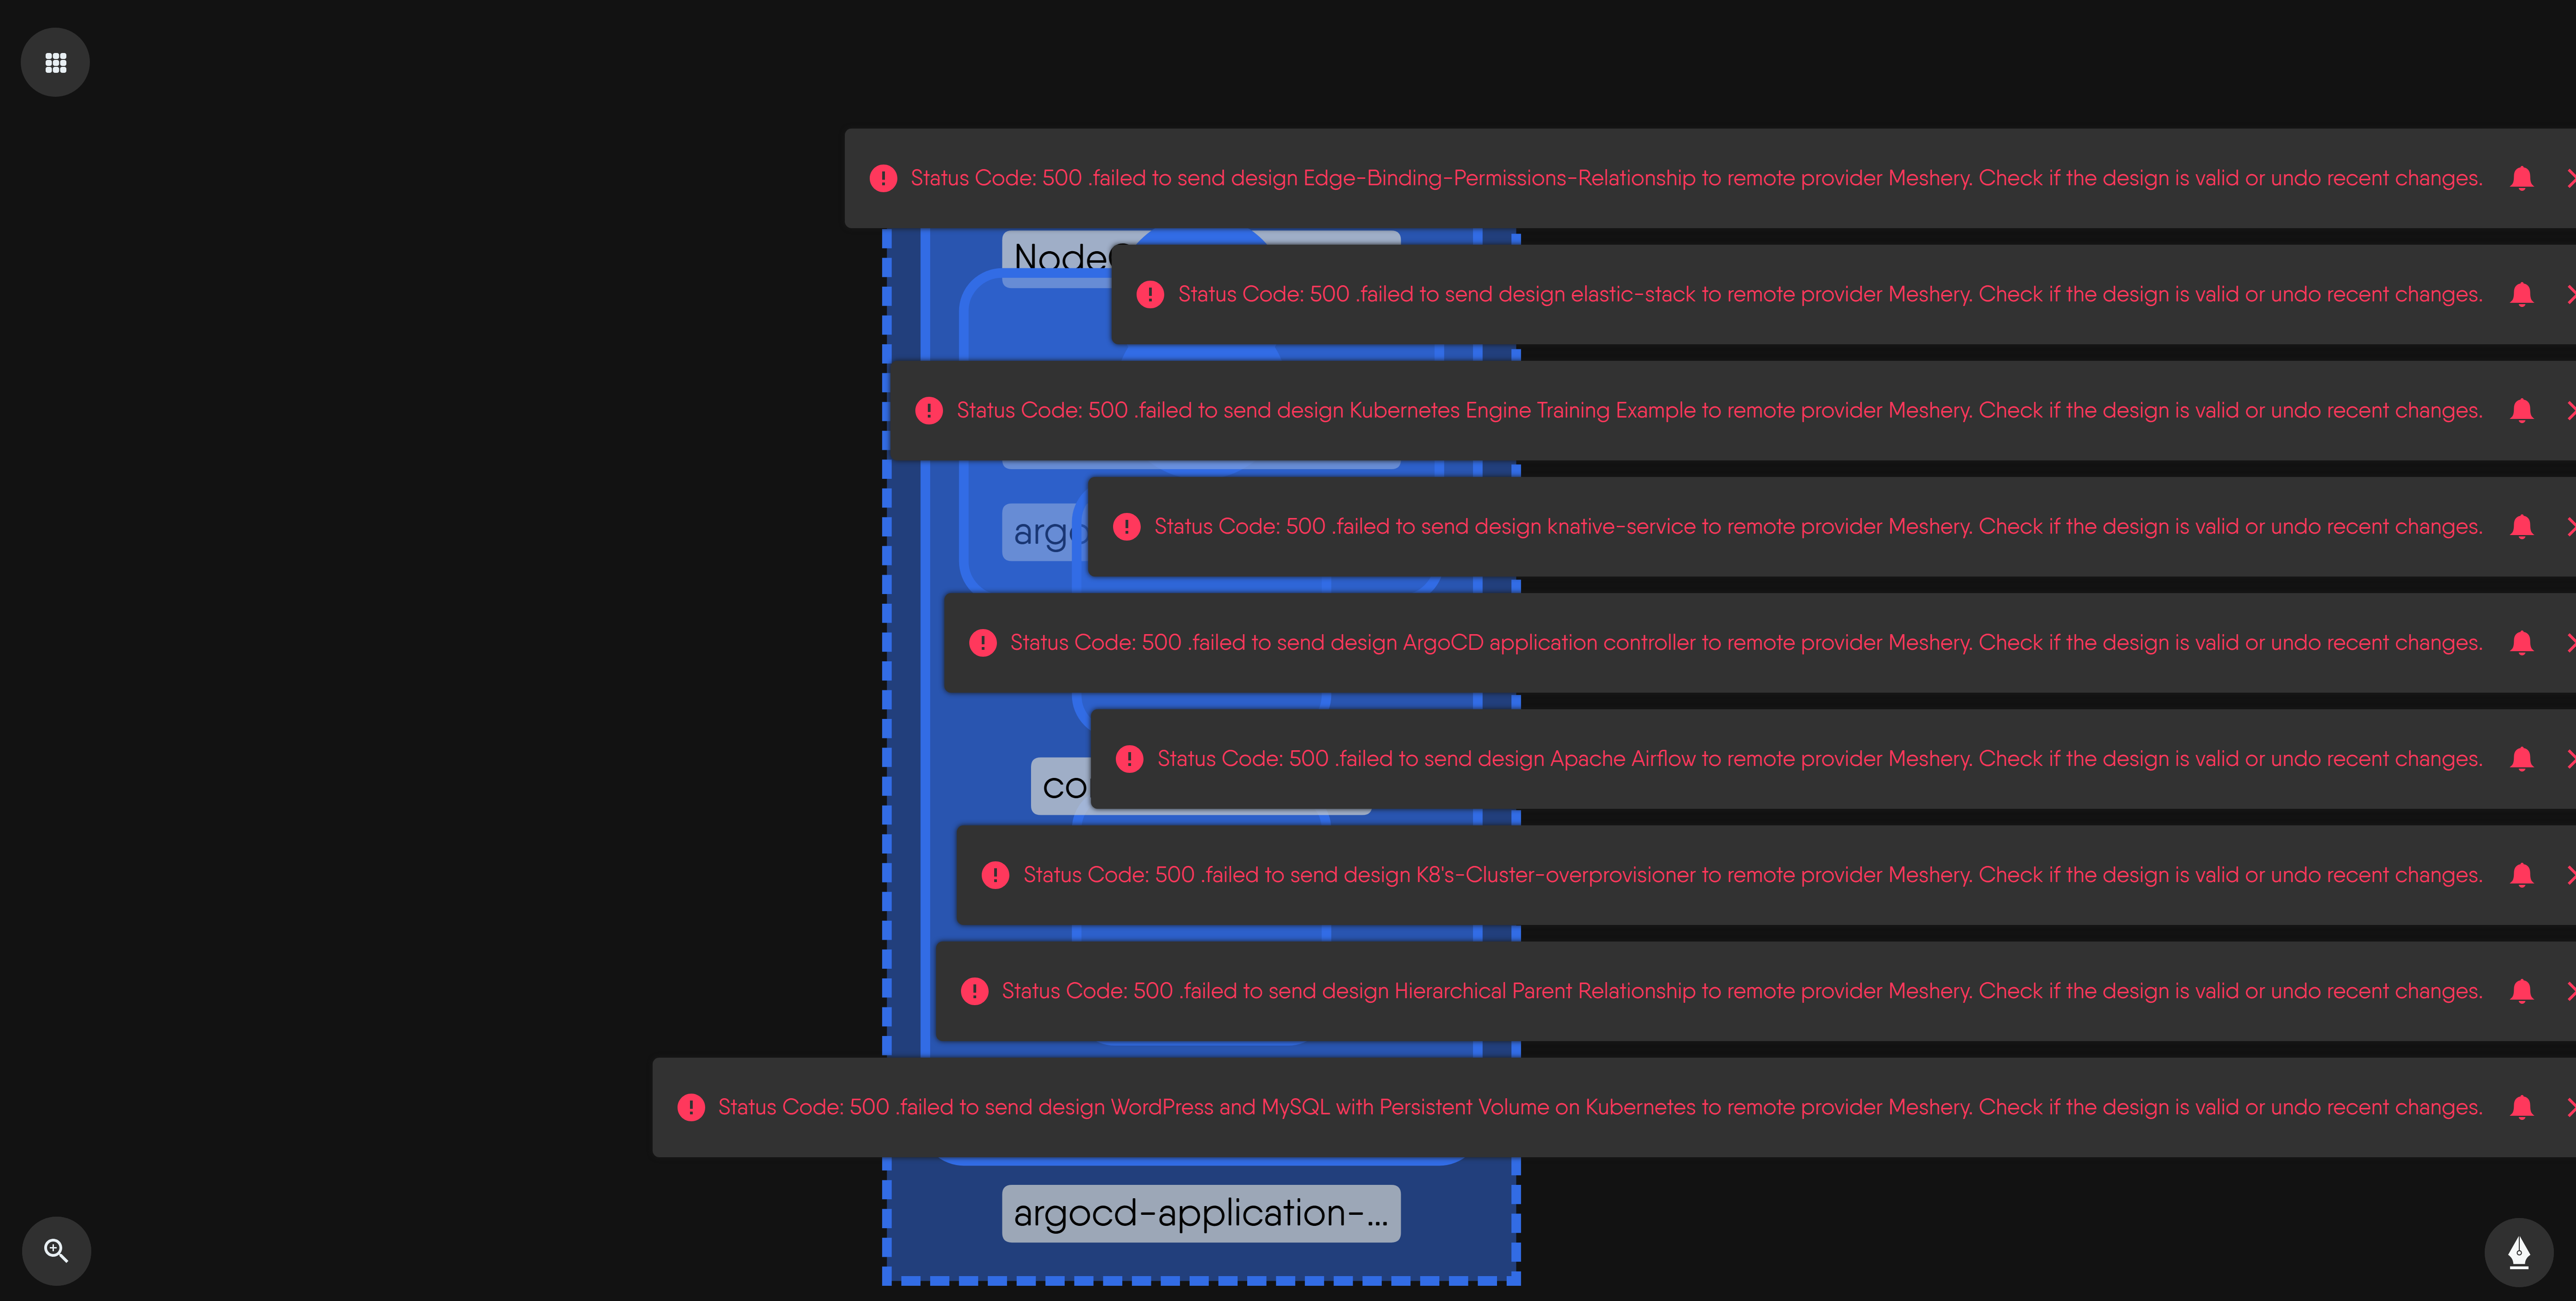 Status Code: 500 .failed to send design Edge-Binding-Permissions-Relationship to remote provider Meshery. Check if the design is valid or undo recent changes.
Status Code: 500 .failed to send design elastic-stack to remote provider Meshery. Check if the design is valid or undo recent changes.
Status Code: 500 .failed to send design Kubernetes Engine Training Example to remote provider Meshery. Check if the design is valid or undo recent changes.
Status Code: 500 .failed to send design knative-service to remote provider Meshery. Check if the design is valid or undo recent changes.
Status Code: 500 .failed to send design ArgoCD application controller to remote provider Meshery. Check if the design is valid or undo recent changes.
Status Code: 500 .failed to send design Apache Airflow to remote provider Meshery. Check if the design is valid or undo recent changes.
Status Code: 500 .failed to send design K8's-Cluster-overprovisioner to remote provider Meshery. Check if the design is valid or undo recent changes.
Status Code: 500 .failed to send design Hierarchical Parent Relationship to remote provider Meshery. Check if the design is valid or undo recent changes.
Status Code: 500 .failed to send design WordPress and MySQL with Persistent Volume on Kubernetes to remote provider Meshery. Check if the design is valid or undo recent changes.
argocd-application-...